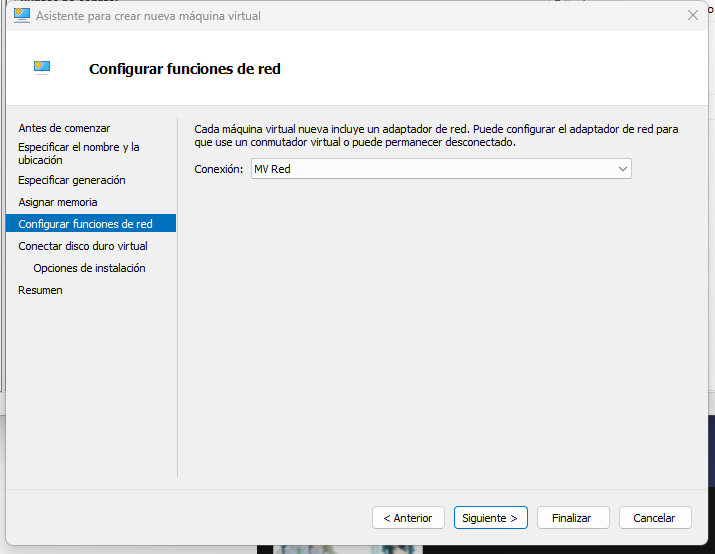 Asistente para crear nueva máquina virtual
Configurar funciones de red
Antes de comenzar
Especificar el nombre y la
ubicación
Especificar generación
Asignar memoria
Configurar funciones de red
Conectar disco duro virtual
Opciones de instalación
Resumen
Cada máquina virtual nueva incluye un adaptador de red. Puede configurar el adaptador de red para
que use un conmutador virtual o puede permanecer desconectado.
Conexión: MV Red
< Anterior
Siguiente >
Finalizar
Cancelar